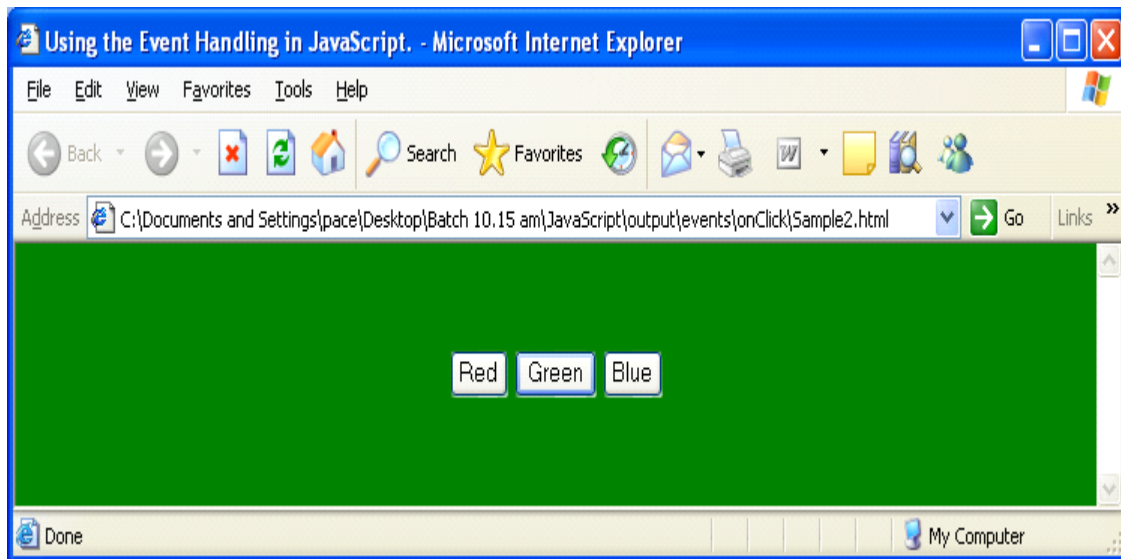 Using the Event Handling in JavaScript. - Microsoft Internet Explorer
File Edit View Favorites Tools Help
Back Search Favorites W
Address C:\Documents and Settings\pace\Desktop\Batch 10.15 am\JavaScript\output\events\onClick\Sample2.html Go Links »
Red Green Blue
Done My Computer